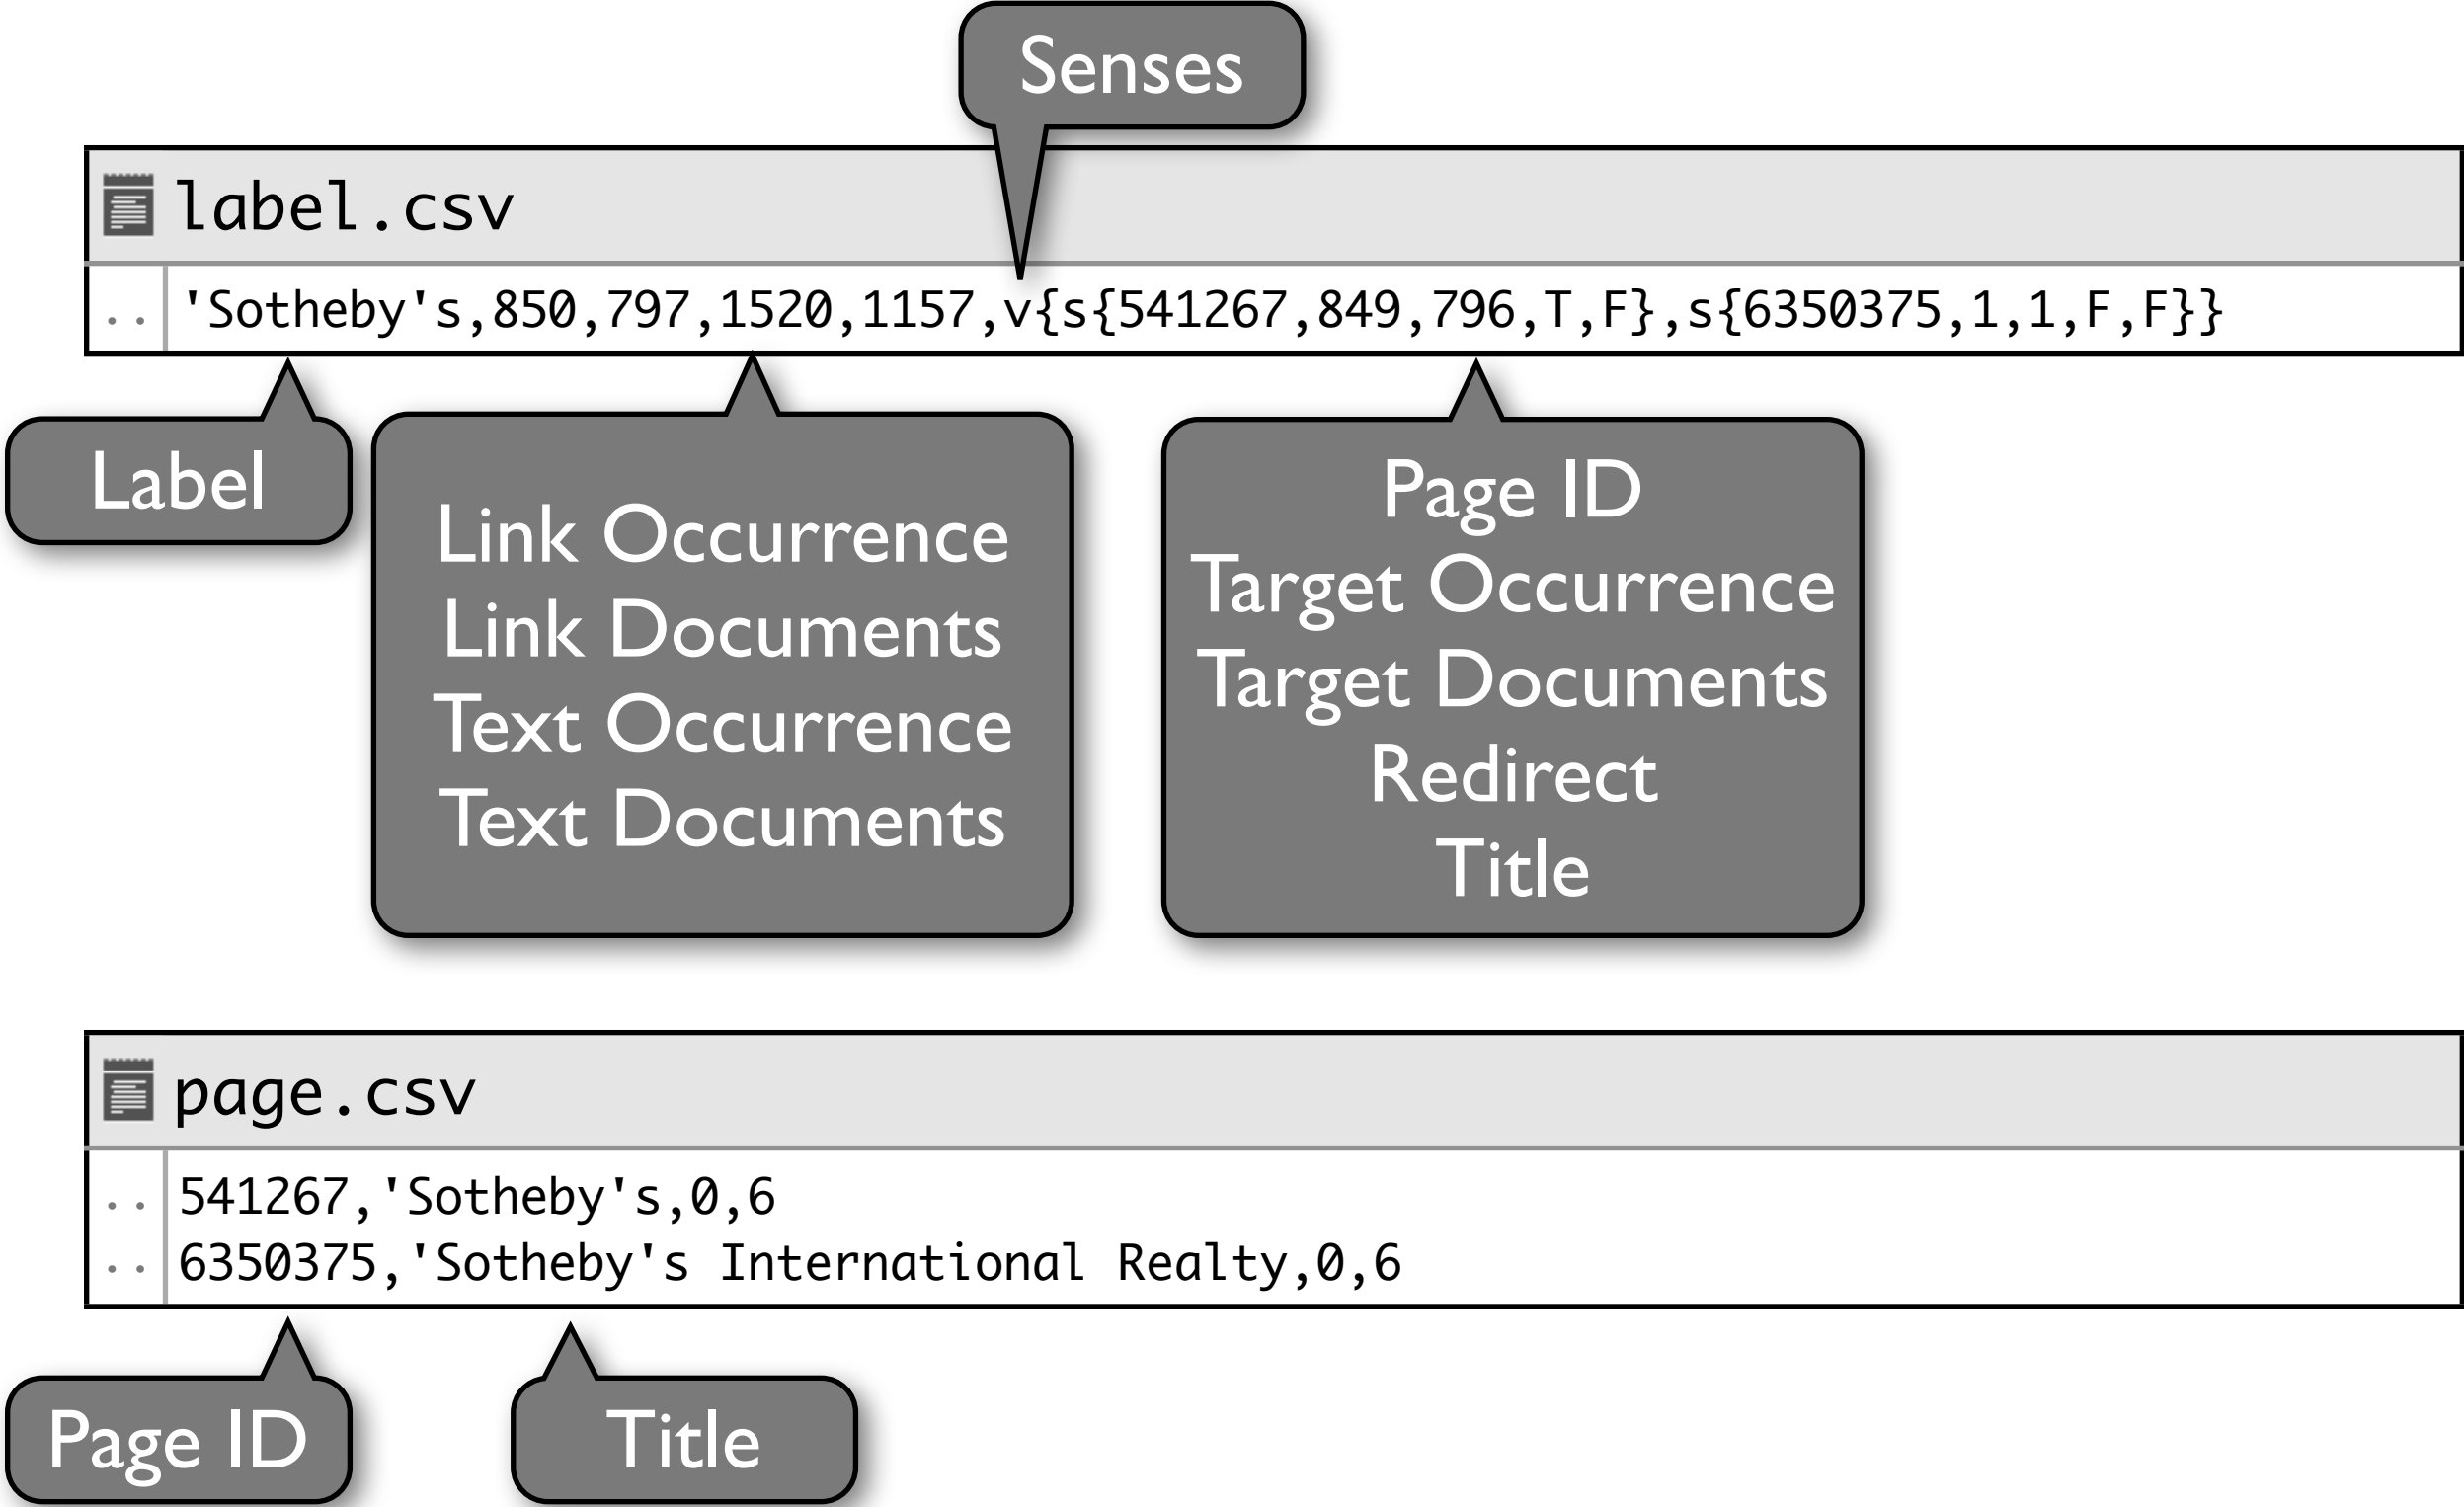 Senses
label.csv
.. 'Sotheby's,850,797,1520,1157,v{s{541267,849,796,T,F},s{6350375,1,1,F,F}}
Label
Link Occurrence
Link Documents
Text Occurrence
Text Documents
Page ID
Target Occurrence
Target Documents
Redirect
Title
page.csv
.. 541267,'Sotheby's,0,6
.. 6350375,'Sotheby's International Realty,0,6
Page ID
Title